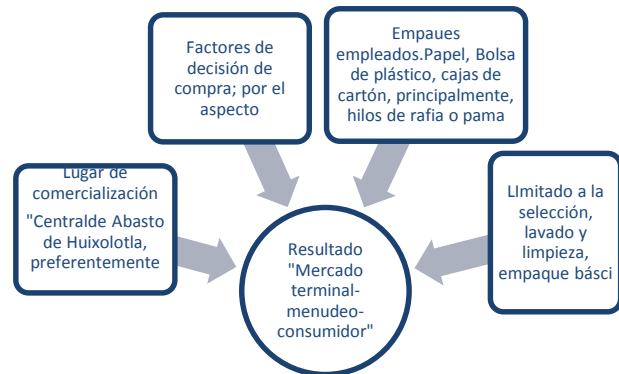 Lugar de
comercialización
"Centralde Abasto
de Huixolotla,
preferentemente
Factores de
decisión de
compra; por el
aspecto
Empaues
empleados.Papel, Bolsa
de plástico, cajas de
cartón, principalmente,
hilos de rafia o pama
LImitado a la
selección,
lavado y
limpieza,
empaque básci
Resultado
"Mercado
terminal-
menudeo-
consumidor"